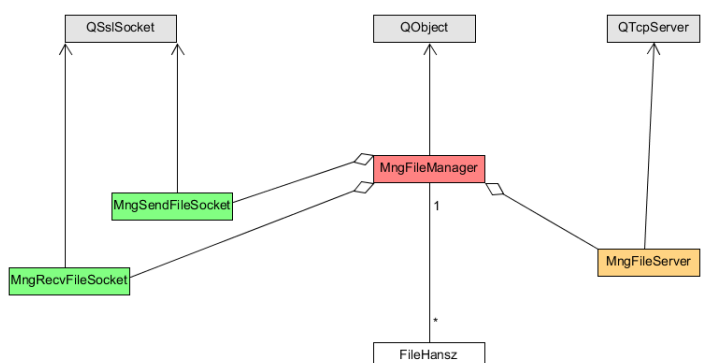 QSslSocket
QObject
QTcpServer
MngFileManager
MngSendFileSocket
1
MngFileServer
MngRecvFileSocket
*
FileHansz